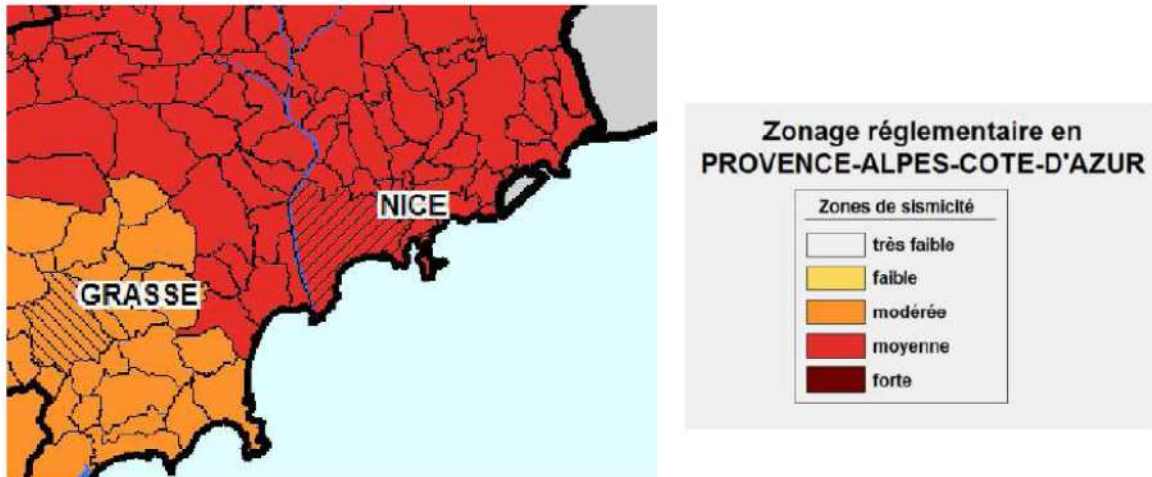 NICE
GRASSE
Zonage réglementaire en
PROVENCE-ALPES-COTE-D'AZUR
Zones de sismicité
très faible
faible
modérée
moyenne
forte